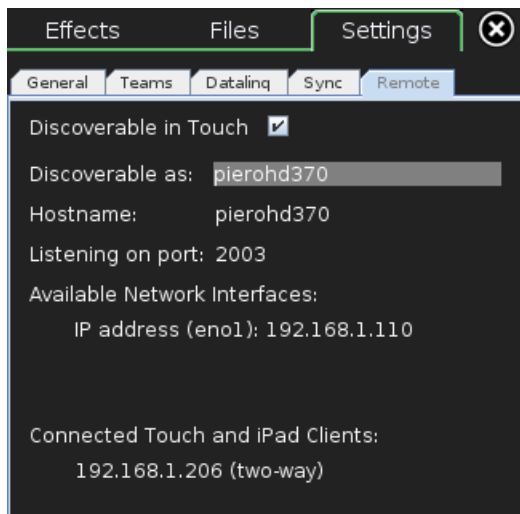 Effects Files Settings
General Teams Datalinq Sync Remote
Discoverable in Touch
Discoverable as: pierohd370
Hostname: pierohd370
Listening on port: 2003
Available Network Interfaces:
IP address (eno1): 192.168.1.110
Connected Touch and iPad Clients:
192.168.1.206 (two-way)